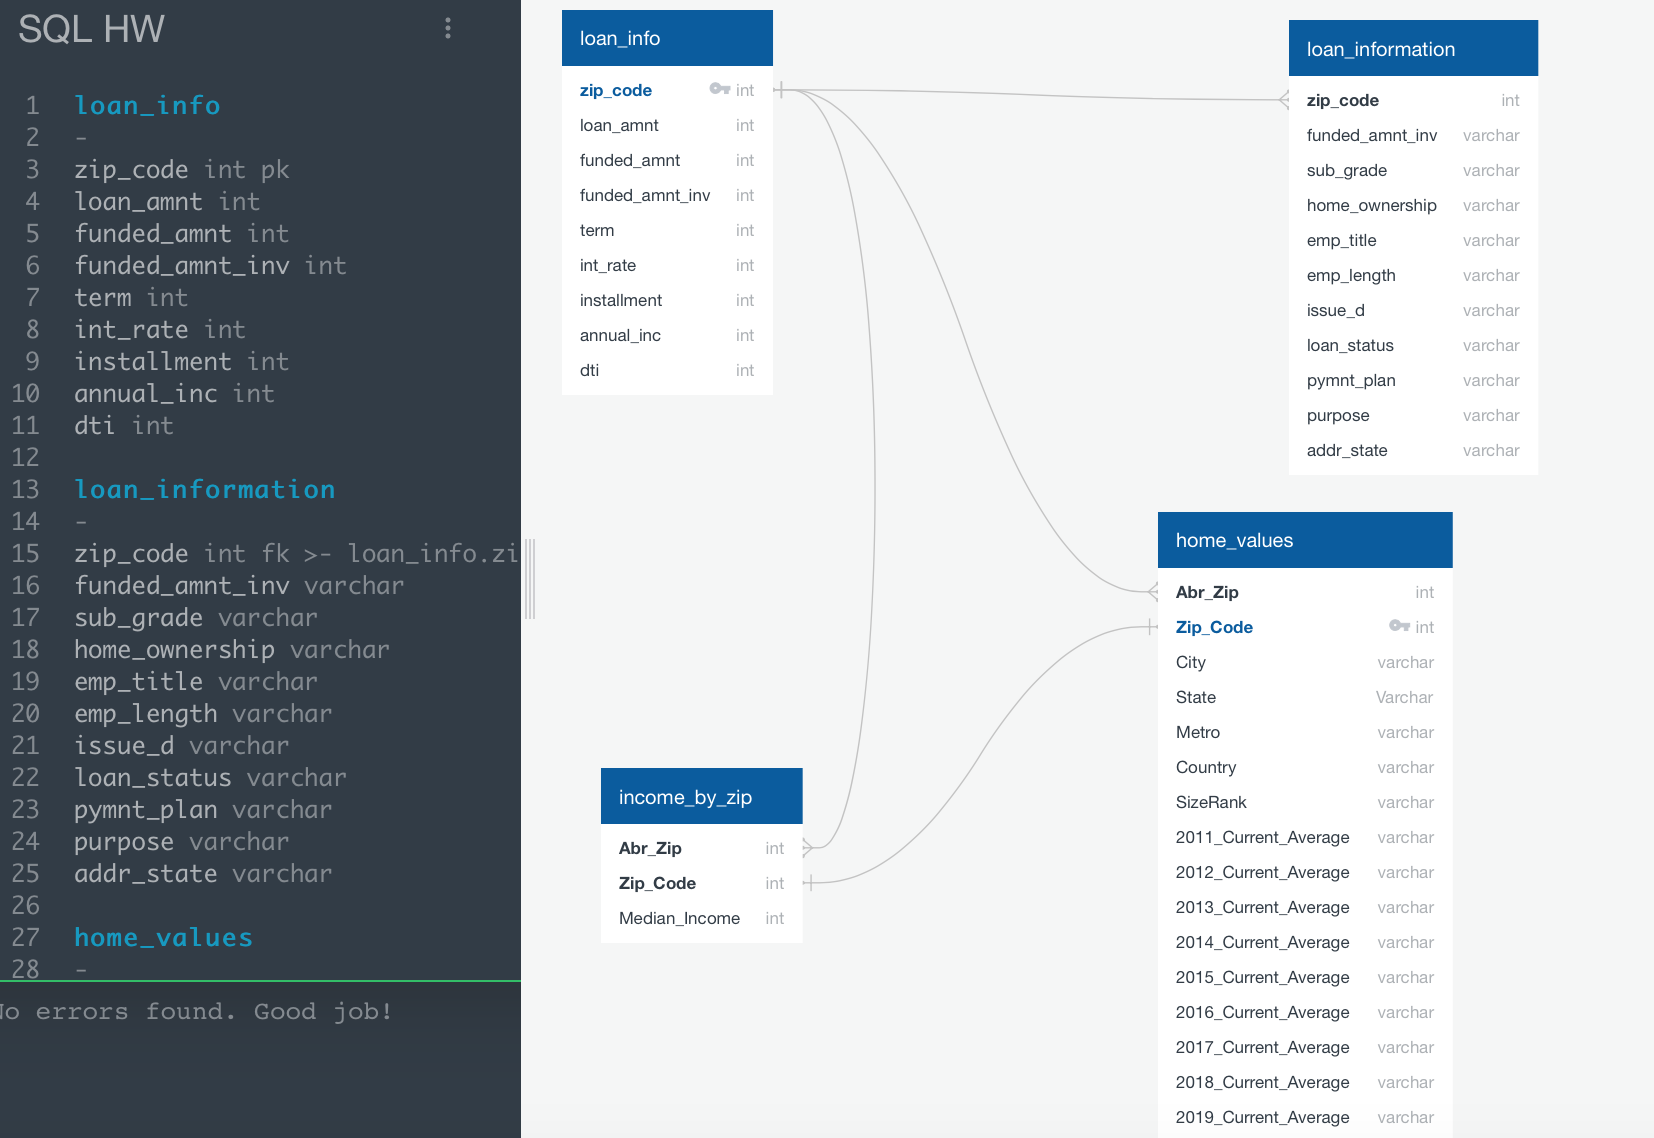 SQL HW
1 loan_info
2 -
3 zip_code int pk
4 loan_amnt int
5 funded_amnt int
6 funded_amnt_inv int
7 term int
8 int_rate int
9 installment int
10 annual_inc int
11 dti int
12
13 loan_information
14 -
15 zip_code int fk >- loan_info.zi
16 funded_amnt_inv varchar
17 sub_grade varchar
18 home_ownership varchar
19 emp_title varchar
20 emp_length varchar
21 issue_d varchar
22 loan_status varchar
23 pymnt_plan varchar
24 purpose varchar
25 addr_state varchar
26
27 home_values
28 -
No errors found. Good job!
loan_info
zip_code int
loan_amnt int
funded_amnt int
funded_amnt_inv int
term int
int_rate int
installment int
annual_inc int
dti int
loan_information
zip_code int
funded_amnt_inv varchar
sub_grade varchar
home_ownership varchar
emp_title varchar
emp_length varchar
issue_d varchar
loan_status varchar
pymnt_plan varchar
purpose varchar
addr_state varchar
home_values
Abr_Zip int
Zip_Code int
City varchar
State Varchar
Metro varchar
Country varchar
SizeRank varchar
2011_Current_Average varchar
2012_Current_Average varchar
2013_Current_Average varchar
2014_Current_Average varchar
2015_Current_Average varchar
2016_Current_Average varchar
2017_Current_Average varchar
2018_Current_Average varchar
2019_Current_Average varchar
income_by_zip
Abr_Zip int
Zip_Code int
Median_Income int